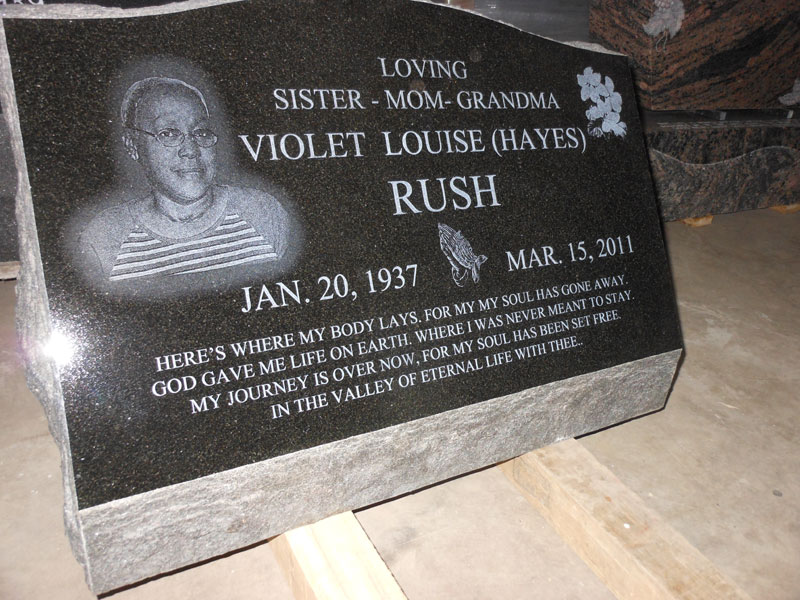 LOVING
SISTER - MOM- GRANDMA
VIOLET LOUISE (HAYES)
RUSH
JAN. 20, 1937
MAR. 15, 2011
HERE'S WHERE MY BODY LAYS. FOR MY MY SOUL HAS GONE AWAY.
GOD GAVE ME LIFE ON EARTH. WHERE I WAS NEVER MEANT TO STAY.
MY JOURNEY IS OVER NOW, FOR MY SOUL HAS BEEN SET FREE.
IN THE VALLEY OF ETERNAL LIFE WITH THEE..